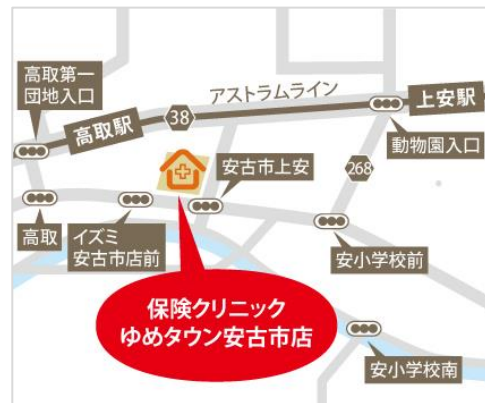 高取第一
団地入口
高取駅
38
アストラムライン
上安駅
動物園入口
268
安古市上安
高取
イズミ
安古市店前
安小学校前
保険クリニック
ゆめタウン安古市店
安小学校南